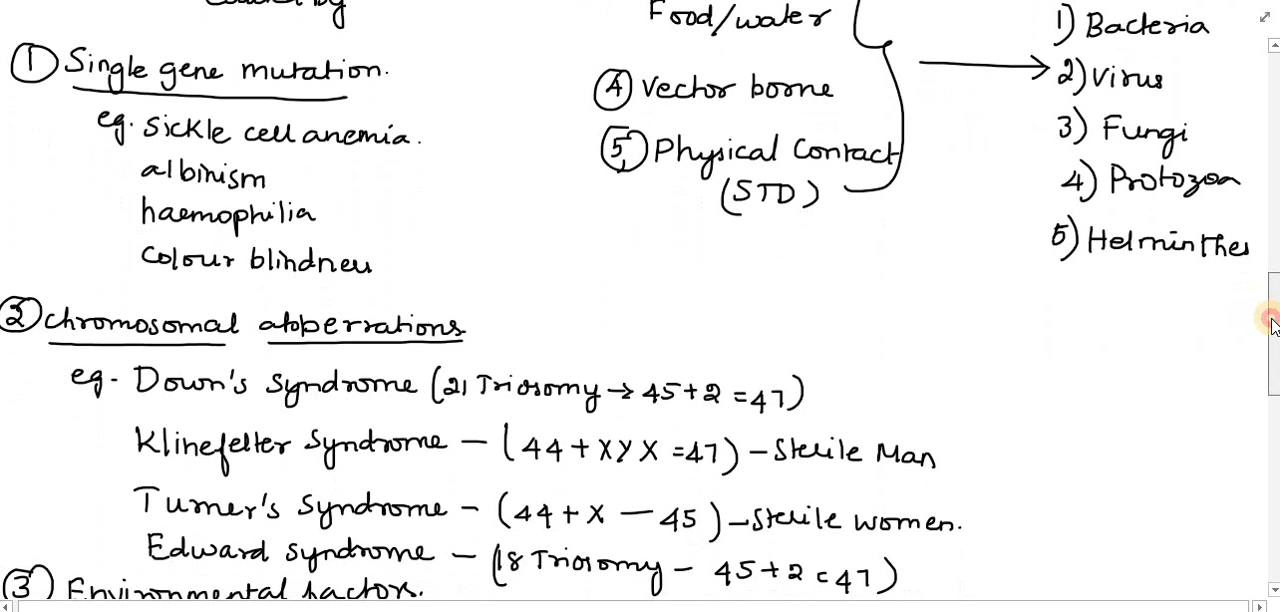 ① Single gene mutation.
eg. Sickle cell anemia.
albinism
haemophilia
Colour blindness
② Chromosomal abberrations
eg - Down's Syndrome (21 Triosomy → 45+2 = 47)
Klinefelter Syndrome – (44 + XYX = 47) – Sterile Man
Turner's Syndrome – (44 + X – 45) – Sterile women.
Edward syndrome – (18 Triosomy – 45+2 = 47)
③ Environmental factors.
Food/water
④ Vector borne
⑤ Physical Contact
(STD)
1) Bacteria
2) Virus
3) Fungi
4) Protozoa
5) Helminthes